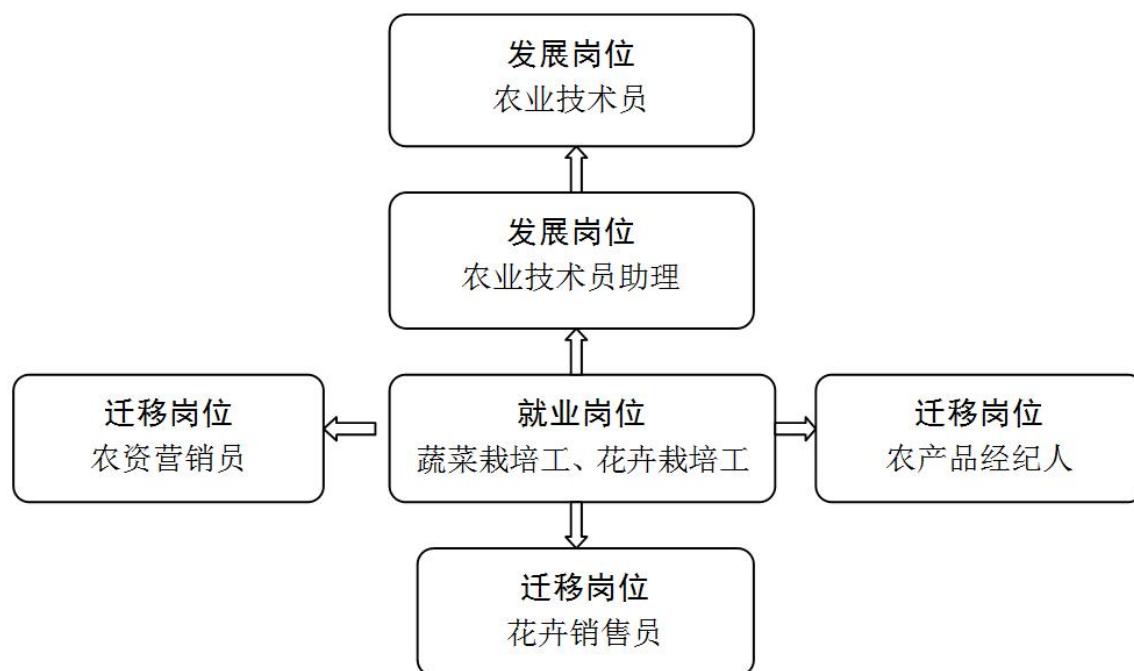 发展岗位
农业技术员
发展岗位
农业技术员助理
迁移岗位
农资营销员
就业岗位
蔬菜栽培工、花卉栽培工
迁移岗位
农产品经纪人
迁移岗位
花卉销售员